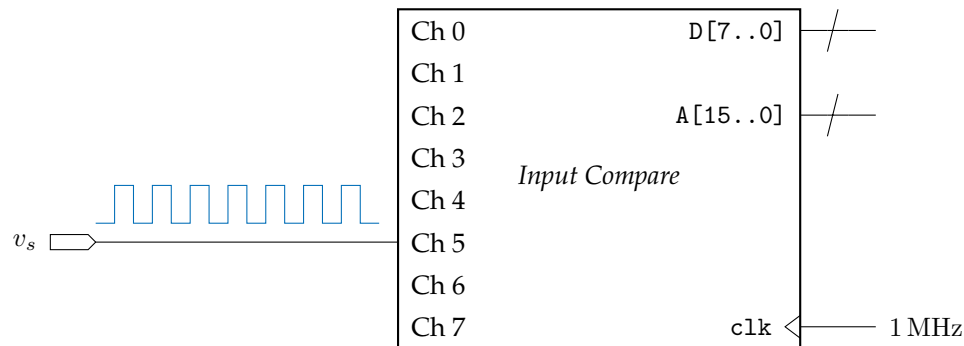 Ch 0
D[7..0]
Ch 1
Ch 2
A[15..0]
Ch 3
Input Compare
Ch 4
v_s
Ch 5
Ch 6
Ch 7
clk
1 MHz